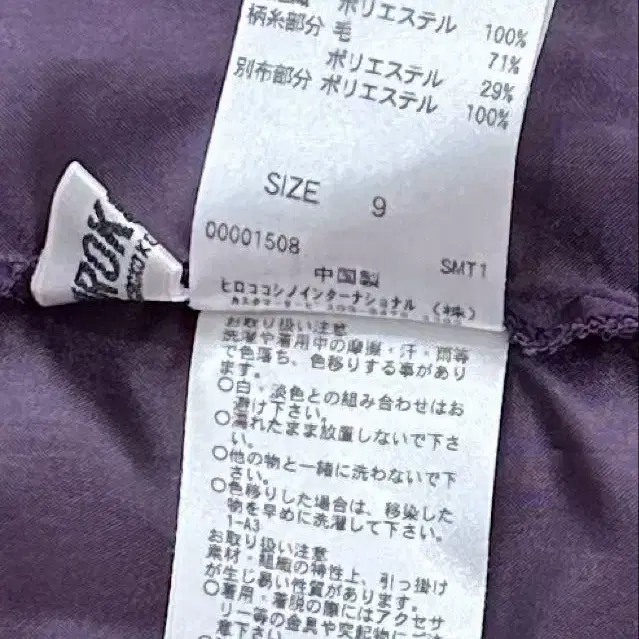 ポリエステル 100%
柄糸部分 毛 71%
ポリエステル 29%
別布部分 ポリエステル 100%
SIZE 9
00001508
中国製 SMT1
ヒロココシノインターナショナル (株)
お取り扱い注意
洗濯や着用中の摩擦・汗・雨等
で色落ち、色移りする事があり
ます。
○白・淡色との組み合わせはお
避け下さい。
○濡れたまま放置しないで下さ
い。
○他の物と一緒に洗わないで下
さい。
○色移りした場合は、移染した
物を早めに洗濯して下さい。
1-A3
お取り扱い注意
素材・組織の特性上、引っ掛け
が生じ易い性質があります。
○着用・着脱の際にはアクセサ
リー等の金具や突起物に
意下さい